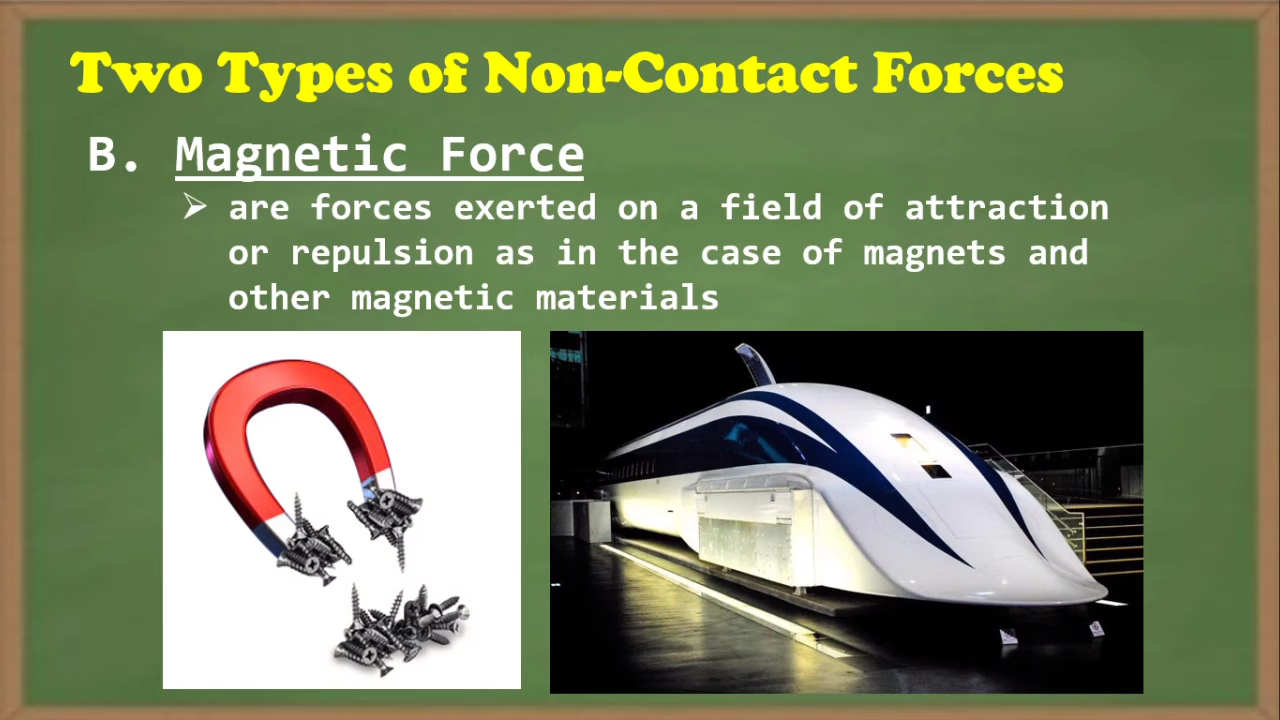 Two Types of Non-Contact Forces
B. Magnetic Force
➢ are forces exerted on a field of attraction
or repulsion as in the case of magnets and
other magnetic materials